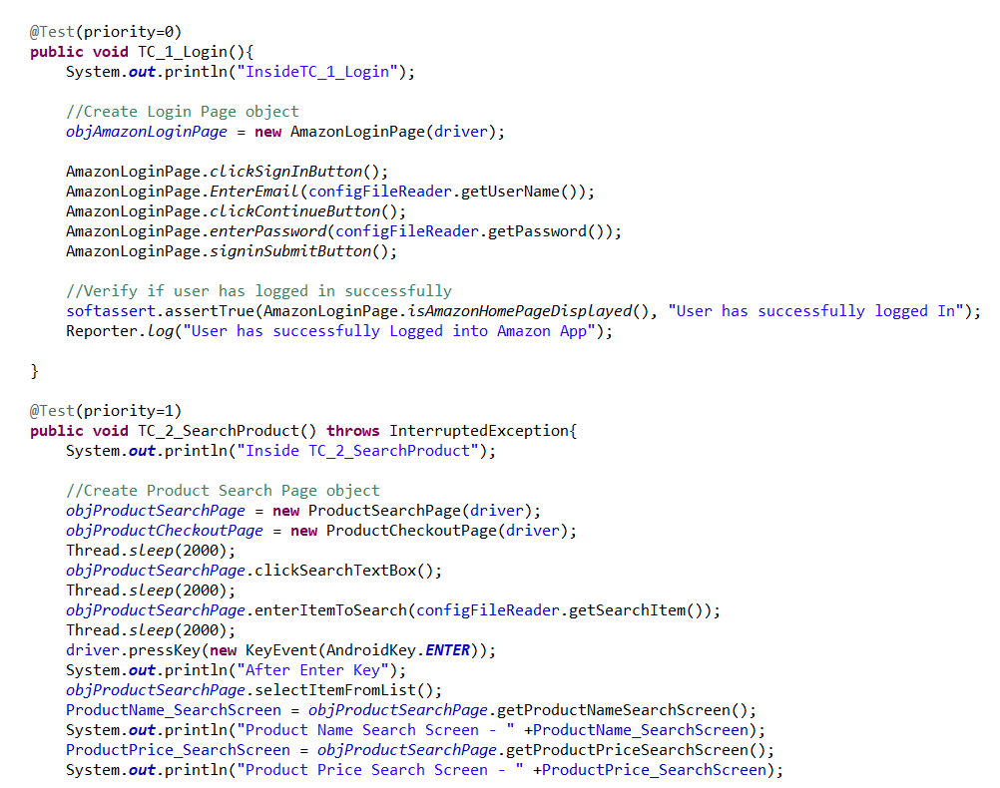 @Test(priority=0)
public void TC_1_Login(){
    System.out.println("InsideTC_1_Login");

    //Create Login Page object
    objAmazonLoginPage = new AmazonLoginPage(driver);

    AmazonLoginPage.clickSignInButton();
    AmazonLoginPage.EnterEmail(configFileReader.getUserName());
    AmazonLoginPage.clickContinueButton();
    AmazonLoginPage.enterPassword(configFileReader.getPassword());
    AmazonLoginPage.signinSubmitButton();

    //Verify if user has logged in successfully
    softassert.assertTrue(AmazonLoginPage.isAmazonHomePageDisplayed(), "User has successfully logged In");
    Reporter.log("User has successfully Logged into Amazon App");

}

@Test(priority=1)
public void TC_2_SearchProduct() throws InterruptedException{
    System.out.println("Inside TC_2_SearchProduct");

    //Create Product Search Page object
    objProductSearchPage = new ProductSearchPage(driver);
    objProductCheckoutPage = new ProductCheckoutPage(driver);
    Thread.sleep(2000);
    objProductSearchPage.clickSearchTextBox();
    Thread.sleep(2000);
    objProductSearchPage.enterItemToSearch(configFileReader.getSearchItem());
    Thread.sleep(2000);
    driver.pressKey(new KeyEvent(AndroidKey.ENTER));
    System.out.println("After Enter Key");
    objProductSearchPage.selectItemFromList();
    ProductName_SearchScreen = objProductSearchPage.getProductNameSearchScreen();
    System.out.println("Product Name Search Screen - " +ProductName_SearchScreen);
    ProductPrice_SearchScreen = objProductSearchPage.getProductPriceSearchScreen();
    System.out.println("Product Price Search Screen - " +ProductPrice_SearchScreen);